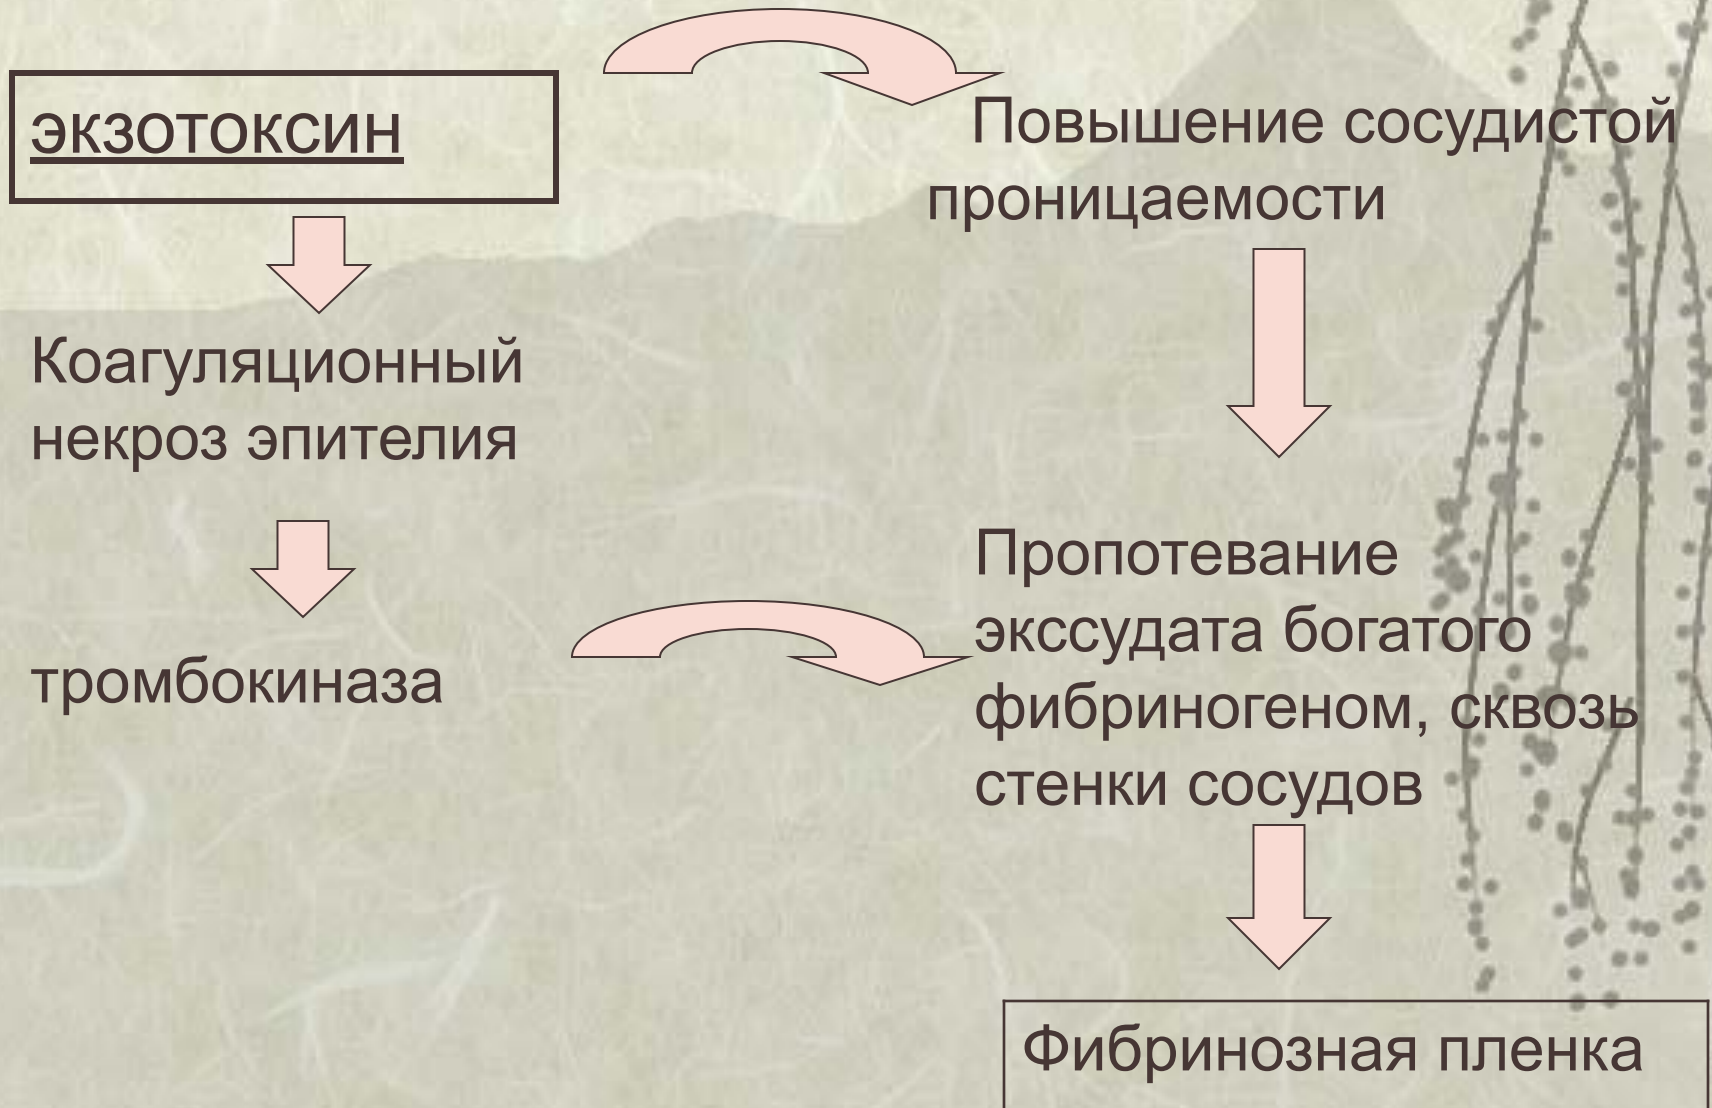 экзотоксин
Повышение сосудистой
проницаемости
Коагуляционный
некроз эпителия
тромбокиназа
Пропотевание
экссудата богатого
фибриногеном, сквозь
стенки сосудов
Фибринозная пленка